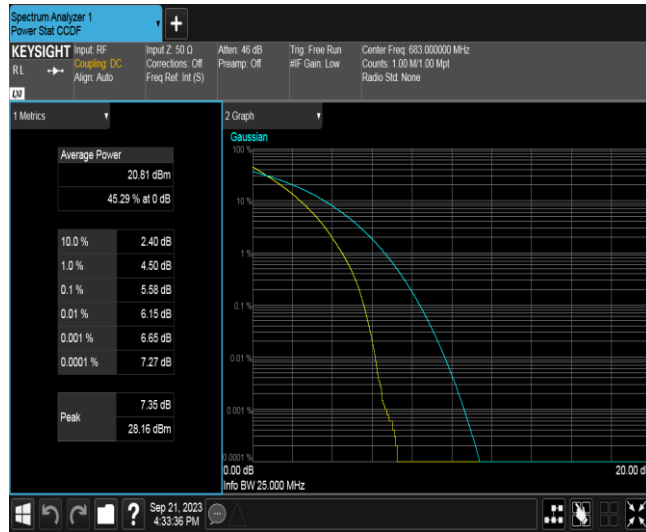 Spectrum Analyzer 1
Power Stat CCDF
KEYSIGHT
RL
LXI
Input: RF
Coupling: DC
Align: Auto
Input Z: 50 Ω
Corrections: Off
Freq Ref: Int (S)
Atten: 46 dB
Preamp: Off
Trig: Free Run
#IF Gain: Low
Center Freq: 683.000000 MHz
Counts: 1.00 M/1.00 Mpt
Radio Std: None
1 Metrics
Average Power
20.81 dBm
45.29 % at 0 dB
10.0 % 2.40 dB
1.0 % 4.50 dB
0.1 % 5.58 dB
0.01 % 6.15 dB
0.001 % 6.65 dB
0.0001 % 7.27 dB
Peak
7.35 dB
28.16 dBm
2 Graph
Gaussian
100 %
10 %
1 %
0.1 %
0.01 %
0.001 %
0.0001 %
0.00 dB
20.00 d
Info BW 25.000 MHz
?
Sep 21, 2023
4:33:36 PM